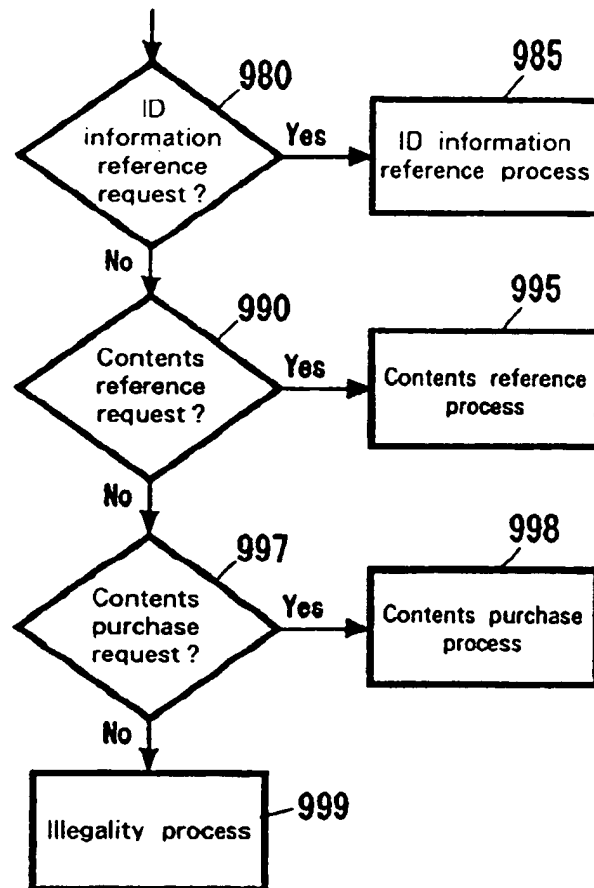 980
ID
information
reference
request ?
Yes
985
ID information
reference process
No
990
Contents
reference
request ?
Yes
995
Contents reference
process
No
997
Contents
purchase
request ?
Yes
998
Contents purchase
process
No
Illegality process
999